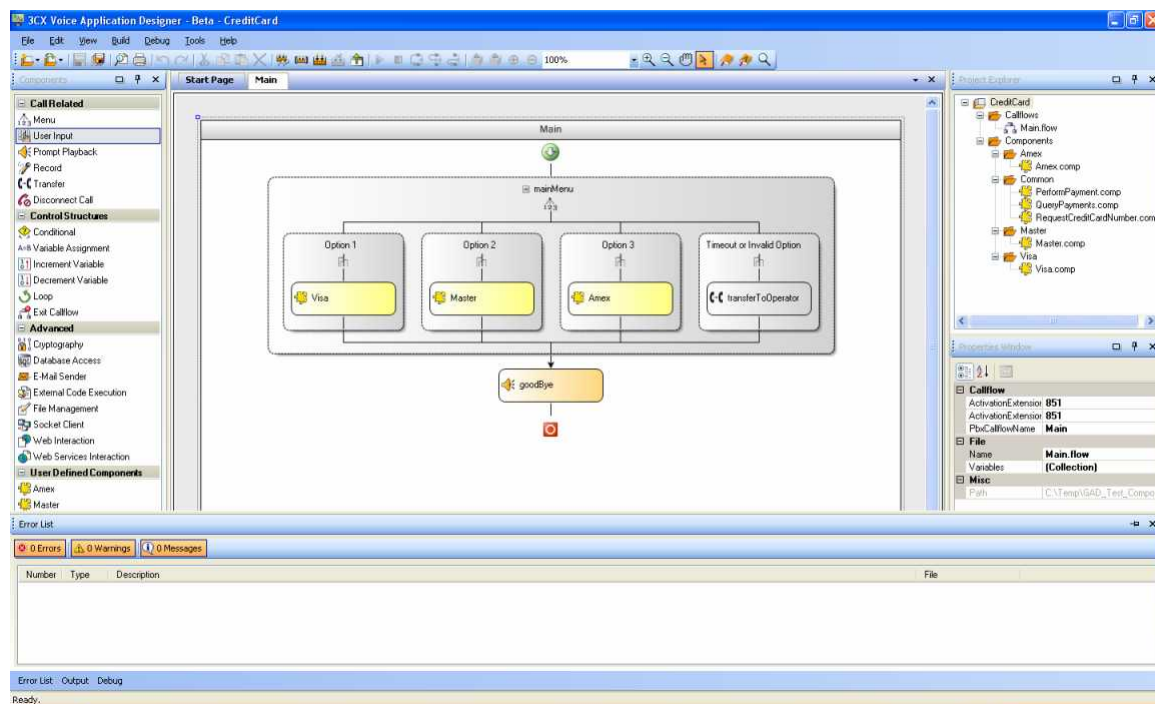 3CX Voice Application Designer - Beta - CreditCard
File Edit View Build Debug Tools Help
100%
Components
Start Page Main
Project Explorer
Call Related
Menu
User Input
Prompt Playback
Record
Transfer
Disconnect Call
Control Structures
Conditional
A=B Variable Assignment
Increment Variable
Decrement Variable
Loop
Exit Callflow
Advanced
Cryptography
Database Access
E-Mail Sender
External Code Execution
File Management
Socket Client
Web Interaction
Web Services Interaction
User Defined Components
Amex
Master
Main
mainMenu
123
Option 1
Option 2
Option 3
Timeout or Invalid Option
Visa
Master
Amex
transferToOperator
goodBye
CreditCard
Callflows
Main.flow
Components
Amex
Amex.comp
Common
PerformPayment.comp
QueryPayments.comp
RequestCreditCardNumber.com
Master
Master.comp
Visa
Visa.comp
Properties Window
Callflow
ActivationExtensior 851
ActivationExtensior 851
PbxCallflowName Main
File
Name Main.flow
Variables (Collection)
Misc
Path C:\Temp\GAD_Test_Compo
Error List
0 Errors 0 Warnings 0 Messages
Number Type Description File
Error List Output Debug
Ready.